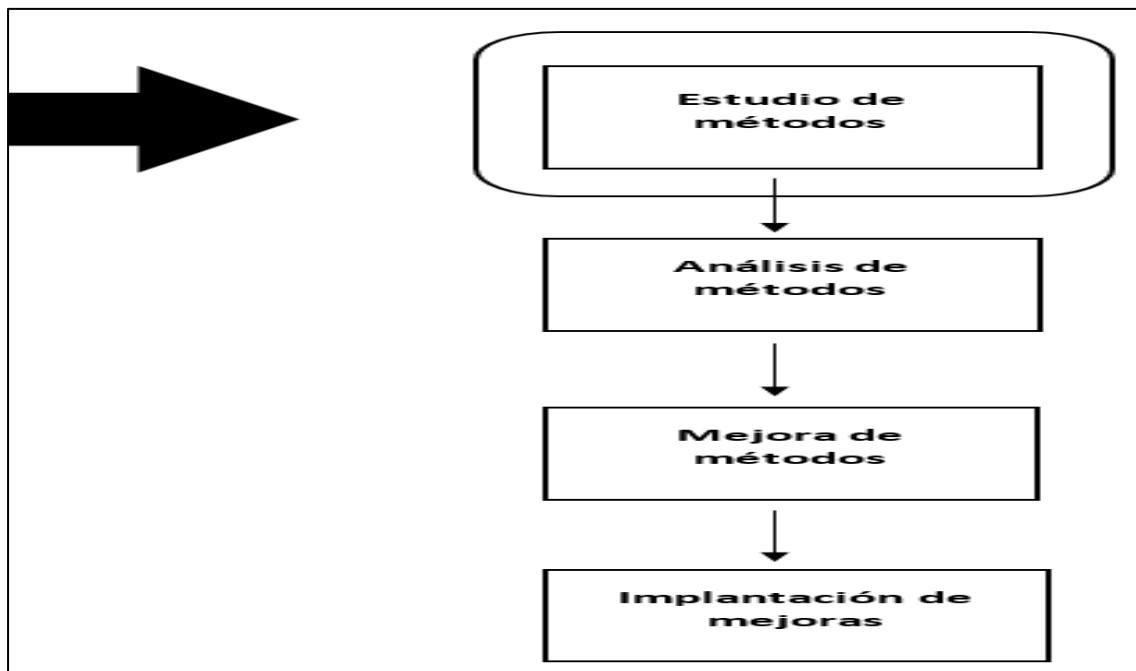 Estudio de
métodos
Análisis de
métodos
Mejora de
métodos
Implantación de
mejoras